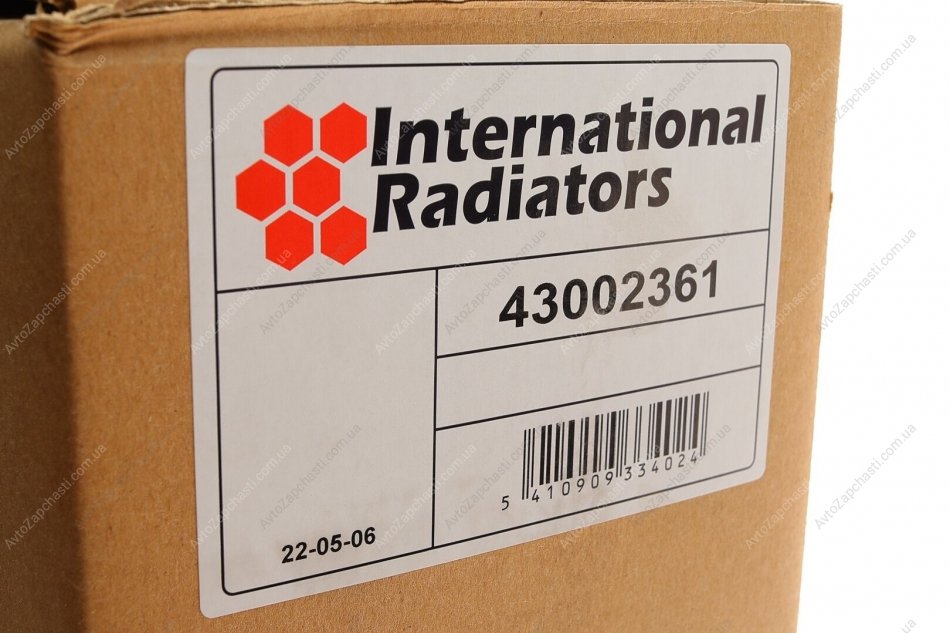 International
Radiators
43002361
5 410909 334024
22-05-06
AvtoZapchasti.com.ua